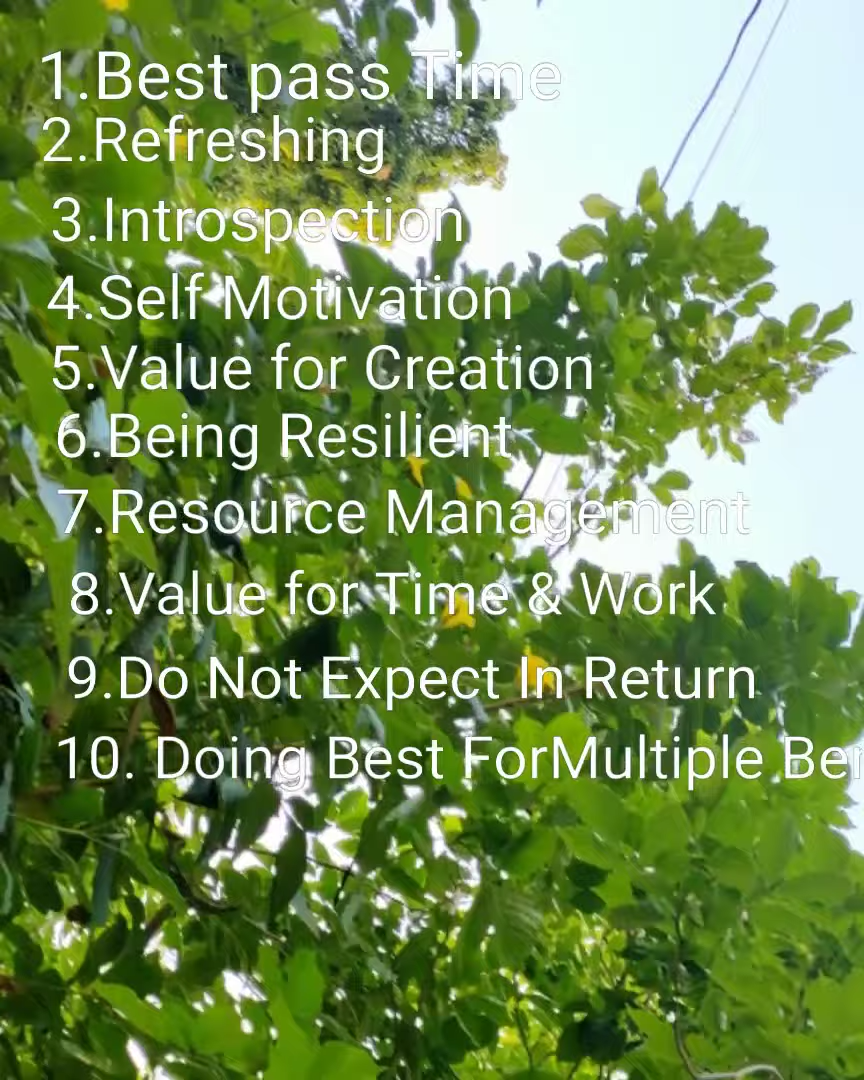 1.Best pass Time
2.Refreshing
3.Introspection
4.Self Motivation
5.Value for Creation
6.Being Resilient
7.Resource Management
8.Value for Time & Work
9.Do Not Expect In Return
10. Doing Best ForMultiple